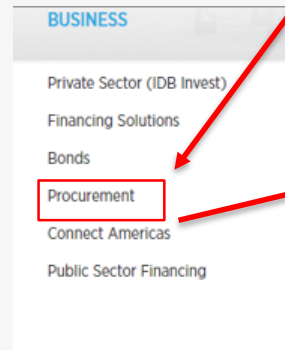 BUSINESS
Private Sector (IDB Invest)
Financing Solutions
Bonds
Procurement
Connect Americas
Public Sector Financing